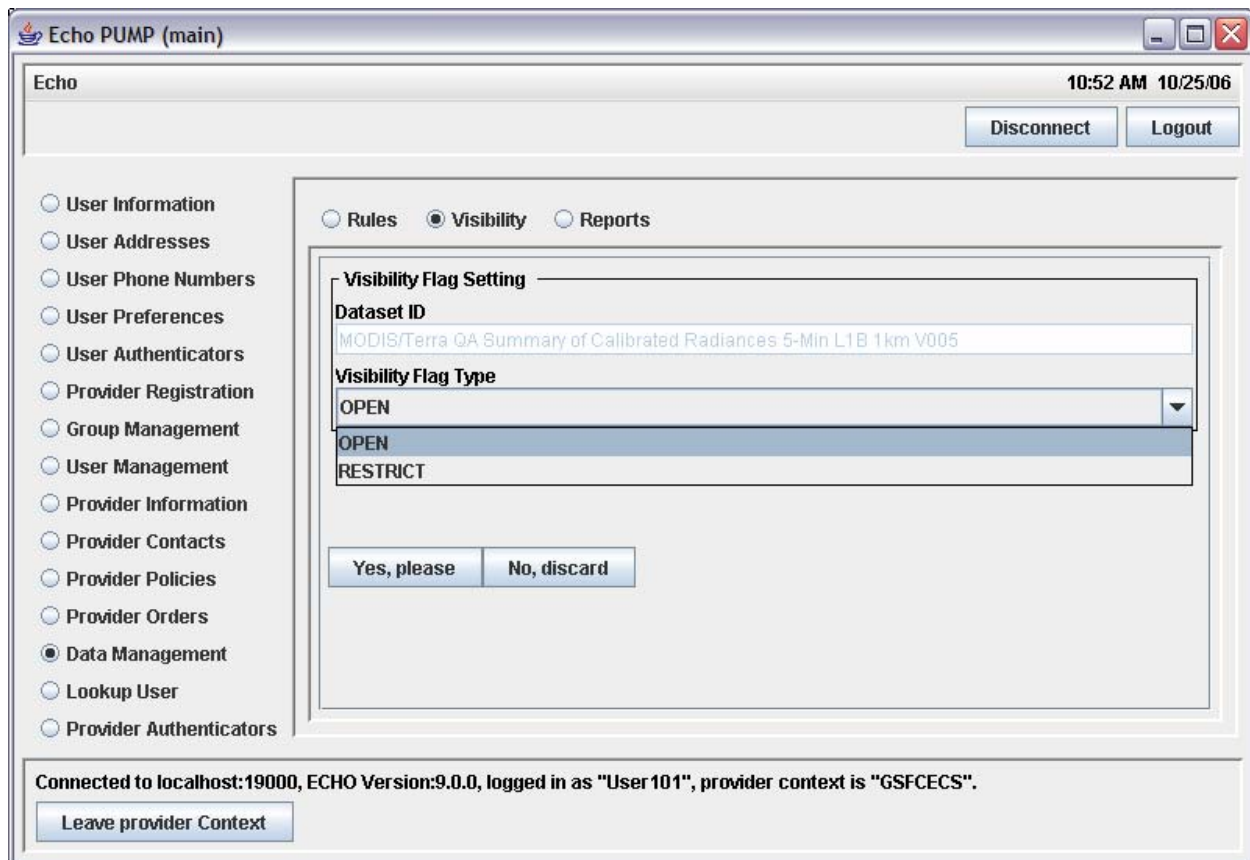 Echo PUMP (main)
Echo
10:52 AM 10/25/06
Disconnect
Logout
User Information
User Addresses
User Phone Numbers
User Preferences
User Authenticators
Provider Registration
Group Management
User Management
Provider Information
Provider Contacts
Provider Policies
Provider Orders
Data Management
Lookup User
Provider Authenticators
Rules
Visibility
Reports
Visibility Flag Setting
Dataset ID
MODIS/Terra QA Summary of Calibrated Radiances 5-Min L1B 1km V005
Visibility Flag Type
OPEN
OPEN
RESTRICT
Yes, please
No, discard
Connected to localhost:19000, ECHO Version:9.0.0, logged in as "User101", provider context is "GSFCECS".
Leave provider Context